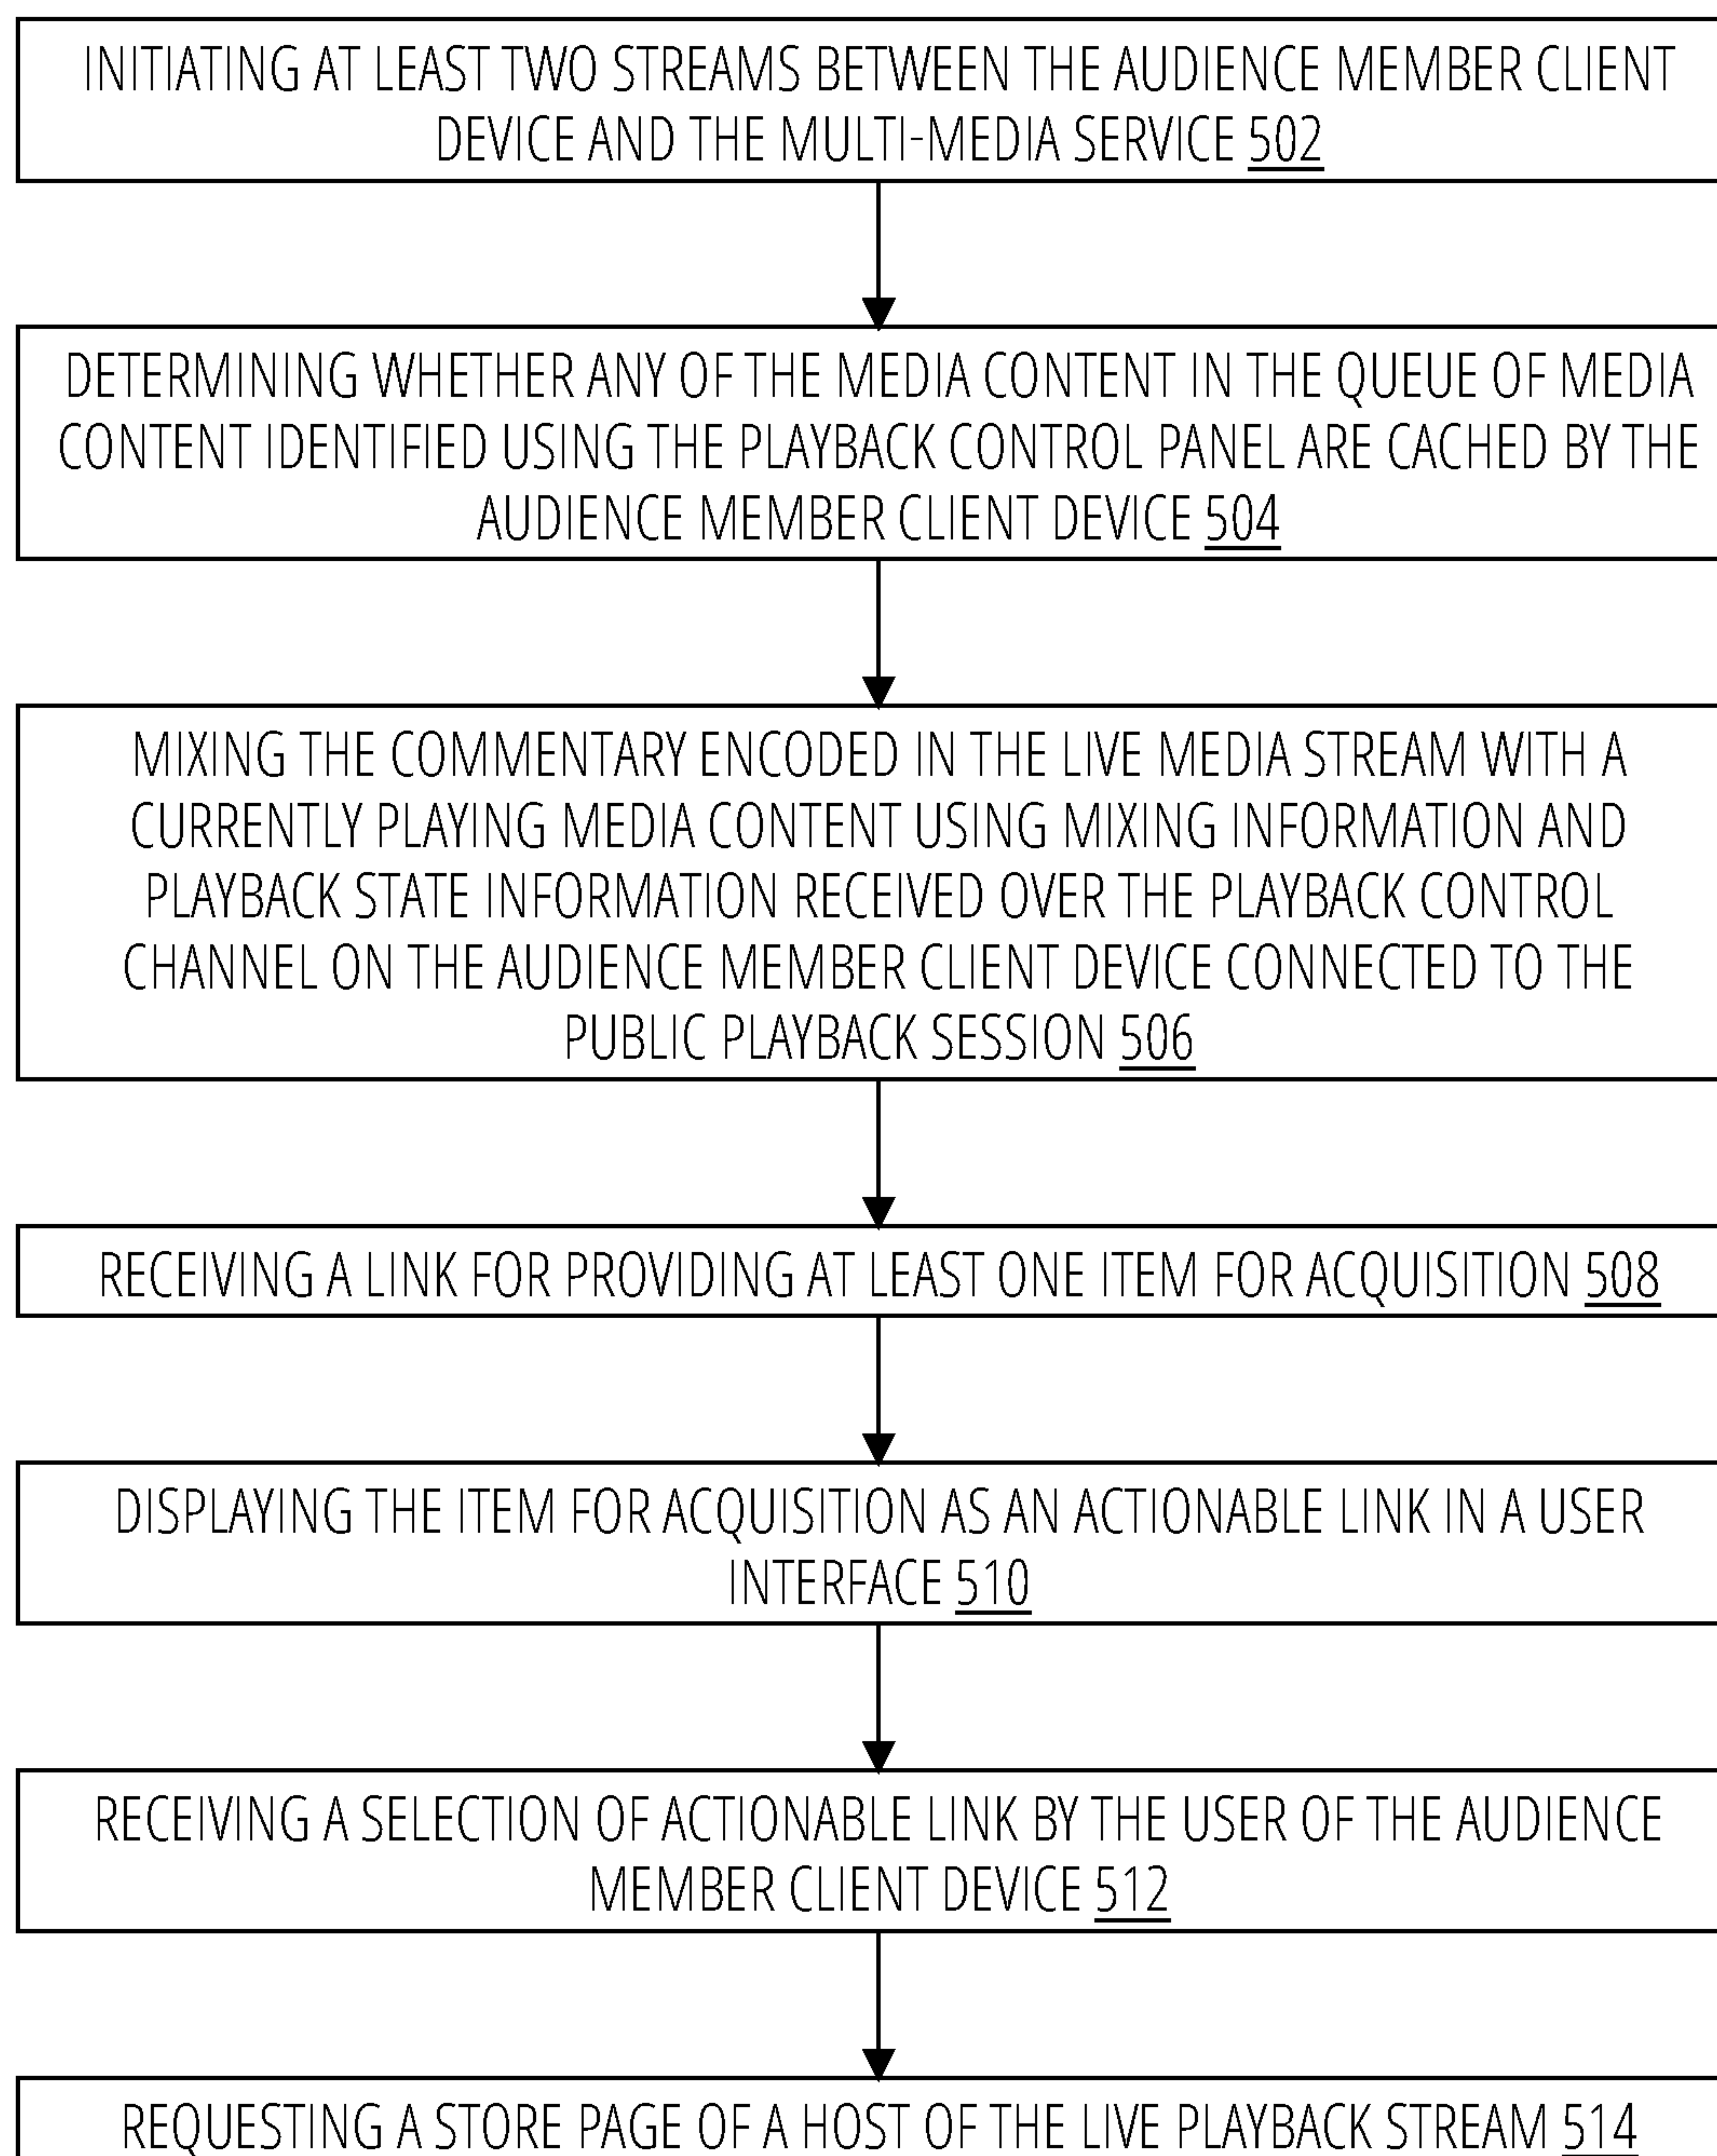 INITIATING AT LEAST TWO STREAMS BETWEEN THE AUDIENCE MEMBER CLIENT
DEVICE AND THE MULTI-MEDIA SERVICE 502
DETERMINING WHETHER ANY OF THE MEDIA CONTENT IN THE QUEUE OF MEDIA
CONTENT IDENTIFIED USING THE PLAYBACK CONTROL PANEL ARE CACHED BY THE
AUDIENCE MEMBER CLIENT DEVICE 504
MIXING THE COMMENTARY ENCODED IN THE LIVE MEDIA STREAM WITH A
CURRENTLY PLAYING MEDIA CONTENT USING MIXING INFORMATION AND
PLAYBACK STATE INFORMATION RECEIVED OVER THE PLAYBACK CONTROL
CHANNEL ON THE AUDIENCE MEMBER CLIENT DEVICE CONNECTED TO THE
PUBLIC PLAYBACK SESSION 506
RECEIVING A LINK FOR PROVIDING AT LEAST ONE ITEM FOR ACQUISITION 508
DISPLAYING THE ITEM FOR ACQUISITION AS AN ACTIONABLE LINK IN A USER
INTERFACE 510
RECEIVING A SELECTION OF ACTIONABLE LINK BY THE USER OF THE AUDIENCE
MEMBER CLIENT DEVICE 512
REQUESTING A STORE PAGE OF A HOST OF THE LIVE PLAYBACK STREAM 514